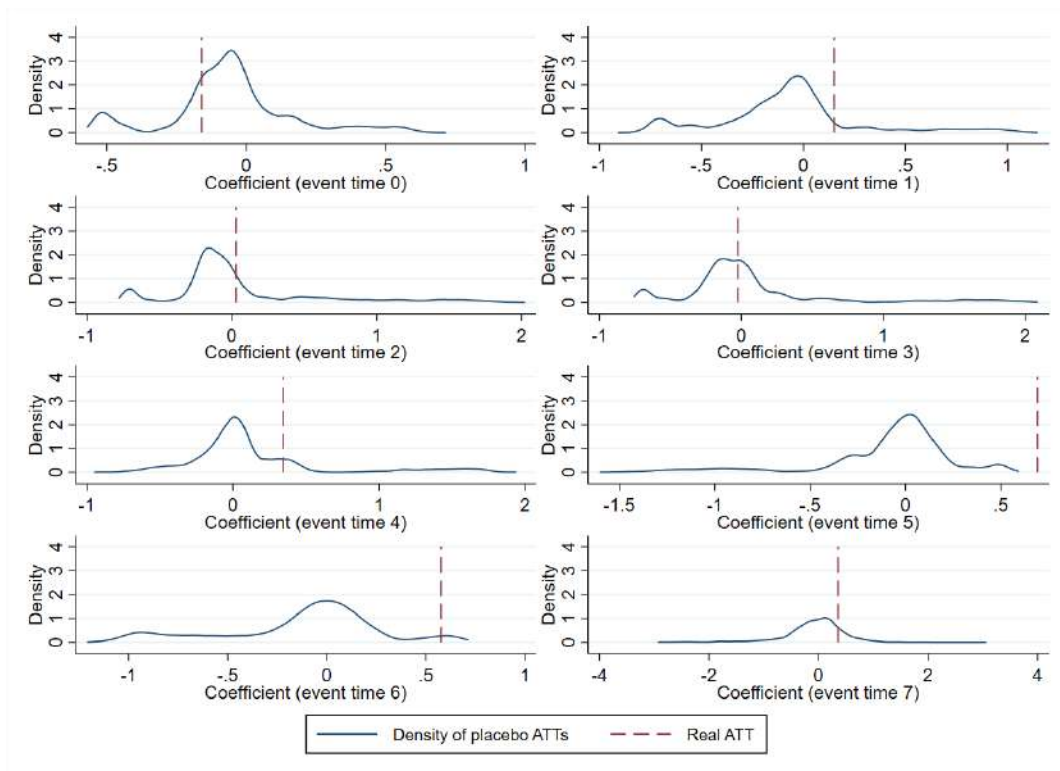 Density
4
3
2
1
0
-.5 0 .5 1
Coefficient (event time 0)
Density
4
3
2
1
0
-1 -.5 0 .5 1
Coefficient (event time 1)
Density
4
3
2
1
0
-1 0 1 2
Coefficient (event time 2)
Density
4
3
2
1
0
-1 0 1 2
Coefficient (event time 3)
Density
4
3
2
1
0
-1 0 1 2
Coefficient (event time 4)
Density
4
3
2
1
0
-1.5 -1 -.5 0 .5
Coefficient (event time 5)
Density
4
3
2
1
0
-1 -.5 0 .5 1
Coefficient (event time 6)
Density
4
3
2
1
0
-4 -2 0 2 4
Coefficient (event time 7)
Density of placebo ATTs Real ATT